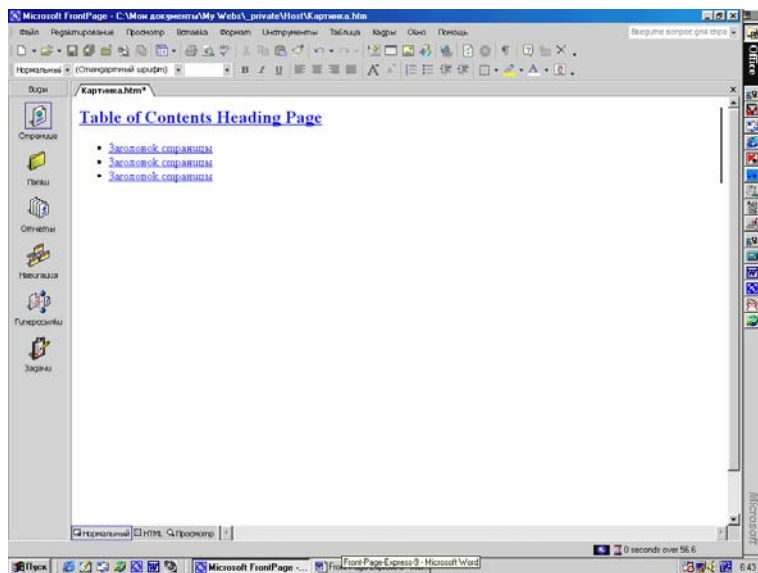 Microsoft FrontPage - C:\Мои документы\My Webs\_private\Host\Картинка.htm
Файл Редактирование Просмотр Вставка Формат Инструменты Таблица Кадры Окно Помощь
Введите вопрос для спра
Нормальный (Стандартный шрифт)
Виды
Картинка.htm*
Office
Table of Contents Heading Page
Заголовок страницы
Заголовок страницы
Заголовок страницы
Страница
Папки
Отчеты
Навигация
Гиперссылки
Задачи
Microsoft
Нормальный HTML Просмотр
0 seconds over 56.6
Пуск
Microsoft FrontPage - ...
Front-Page-Express-9 - Microsoft Word
6:43